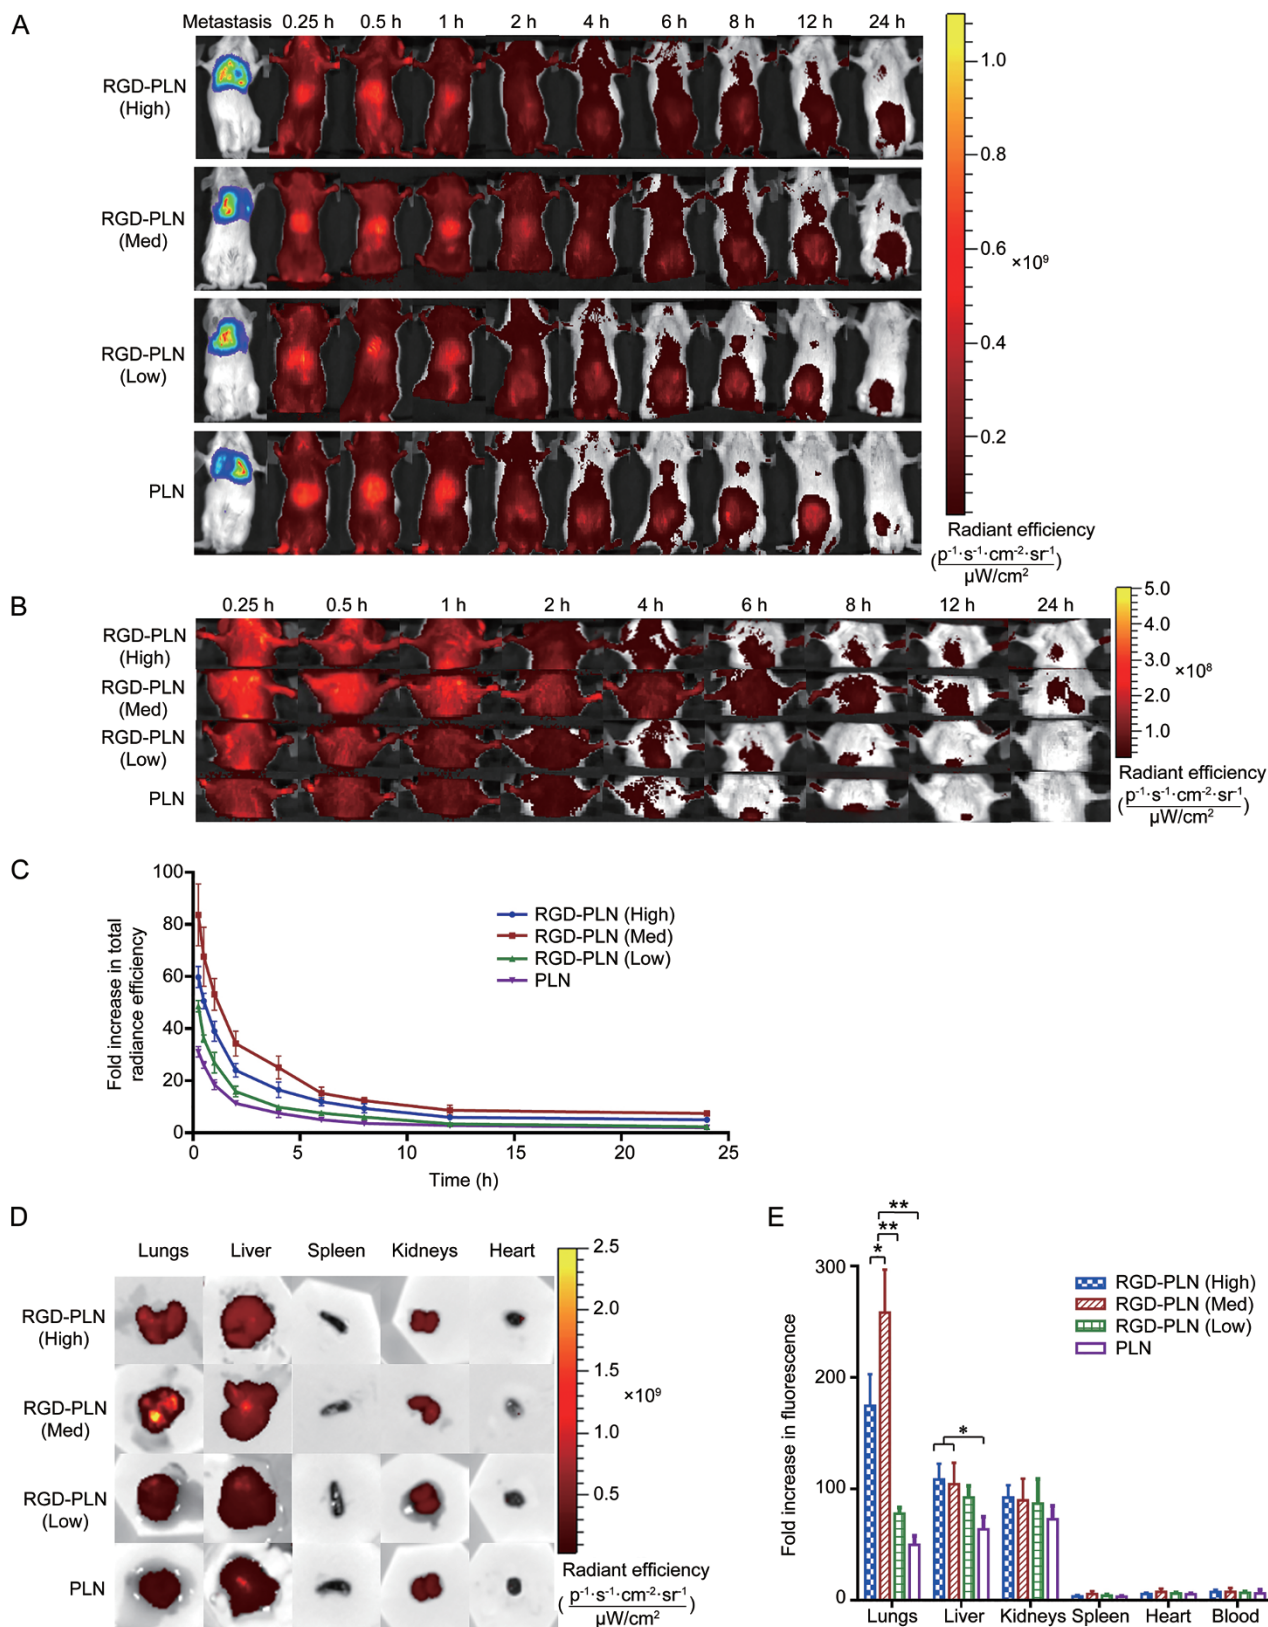 A
Metastasis 0.25 h 0.5 h 1 h 2 h 4 h 6 h 8 h 12 h 24 h
RGD-PLN
(High)
RGD-PLN
(Med)
RGD-PLN
(Low)
PLN
1.0
0.8
0.6
×10⁹
0.4
0.2
Radiant efficiency
(p⁻¹·s⁻¹·cm⁻²·sr⁻¹
μW/cm²)
B
0.25 h 0.5 h 1 h 2 h 4 h 6 h 8 h 12 h 24 h
RGD-PLN
(High)
RGD-PLN
(Med)
RGD-PLN
(Low)
PLN
5.0
4.0
3.0
×10⁸
2.0
1.0
Radiant efficiency
(p⁻¹·s⁻¹·cm⁻²·sr⁻¹
μW/cm²)
C
Fold increase in total
radiance efficiency
100
80
60
40
20
0
0 5 10 15 20 25
Time (h)
RGD-PLN (High)
RGD-PLN (Med)
RGD-PLN (Low)
PLN
D
Lungs Liver Spleen Kidneys Heart
RGD-PLN
(High)
RGD-PLN
(Med)
RGD-PLN
(Low)
PLN
2.5
2.0
1.5
×10⁹
1.0
0.5
Radiant efficiency
(p⁻¹·s⁻¹·cm⁻²·sr⁻¹
μW/cm²)
E
Fold increase in fluorescence
300
200
100
0
**
**
*
*
RGD-PLN (High)
RGD-PLN (Med)
RGD-PLN (Low)
PLN
Lungs Liver Kidneys Spleen Heart Blood